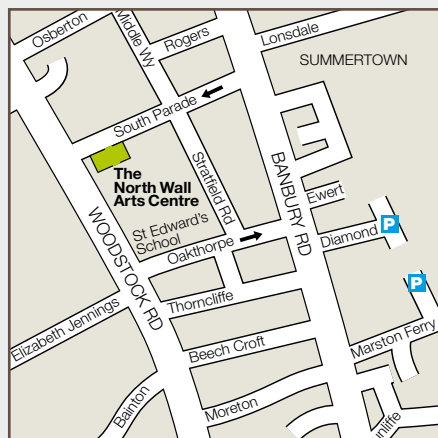 Osberton
Middle Wy
Rogers
Lonsdale
SUMMERTOWN
South Parade
The
North Wall
Arts Centre
Stratfield Rd
BANBURY RD
Ewert
St Edward's
School
WOODSTOCK RD
Oakthorpe
Diamond
P
P
Elizabeth Jennings
Thorncliffe
Beech Croft
Marston Ferry
Bainton
Moreton